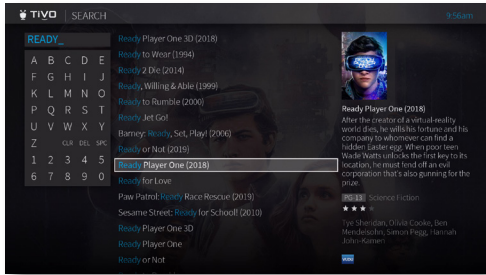 TIVO SEARCH 9:56am
READY_
A B C D E
F G H I J
K L M N O
P Q R S T
U V W X Y
Z CLR DEL SPC
1 2 3 4 5
6 7 8 9 0
Ready Player One 3D (2018)
Ready to Wear (1994)
Ready 2 Die (2014)
Ready, Willing & Able (1999)
Ready to Rumble (2000)
Ready Jet Go!
Barney: Ready, Set, Play! (2006)
Ready or Not (2019)
Ready Player One (2018)
Ready for Love
Paw Patrol: Ready Race Rescue (2019)
Sesame Street: Ready for School! (2010)
Ready Player One 3D
Ready Player One
Ready or Not
Ready Player One (2018)
After the creator of a virtual-reality
world dies, he wills his fortune and his
company to whomever can find a
hidden Easter egg. When poor teen
Wade Watts unlocks the first key to its
location, he must tend off an evil
corporation that's also gunning for the
prize.
PG-13 Science Fiction
Tye Sheridan, Olivia Cooke, Ben
Mendelsohn, Simon Pegg, Hannah
John-Kamen
VUDU